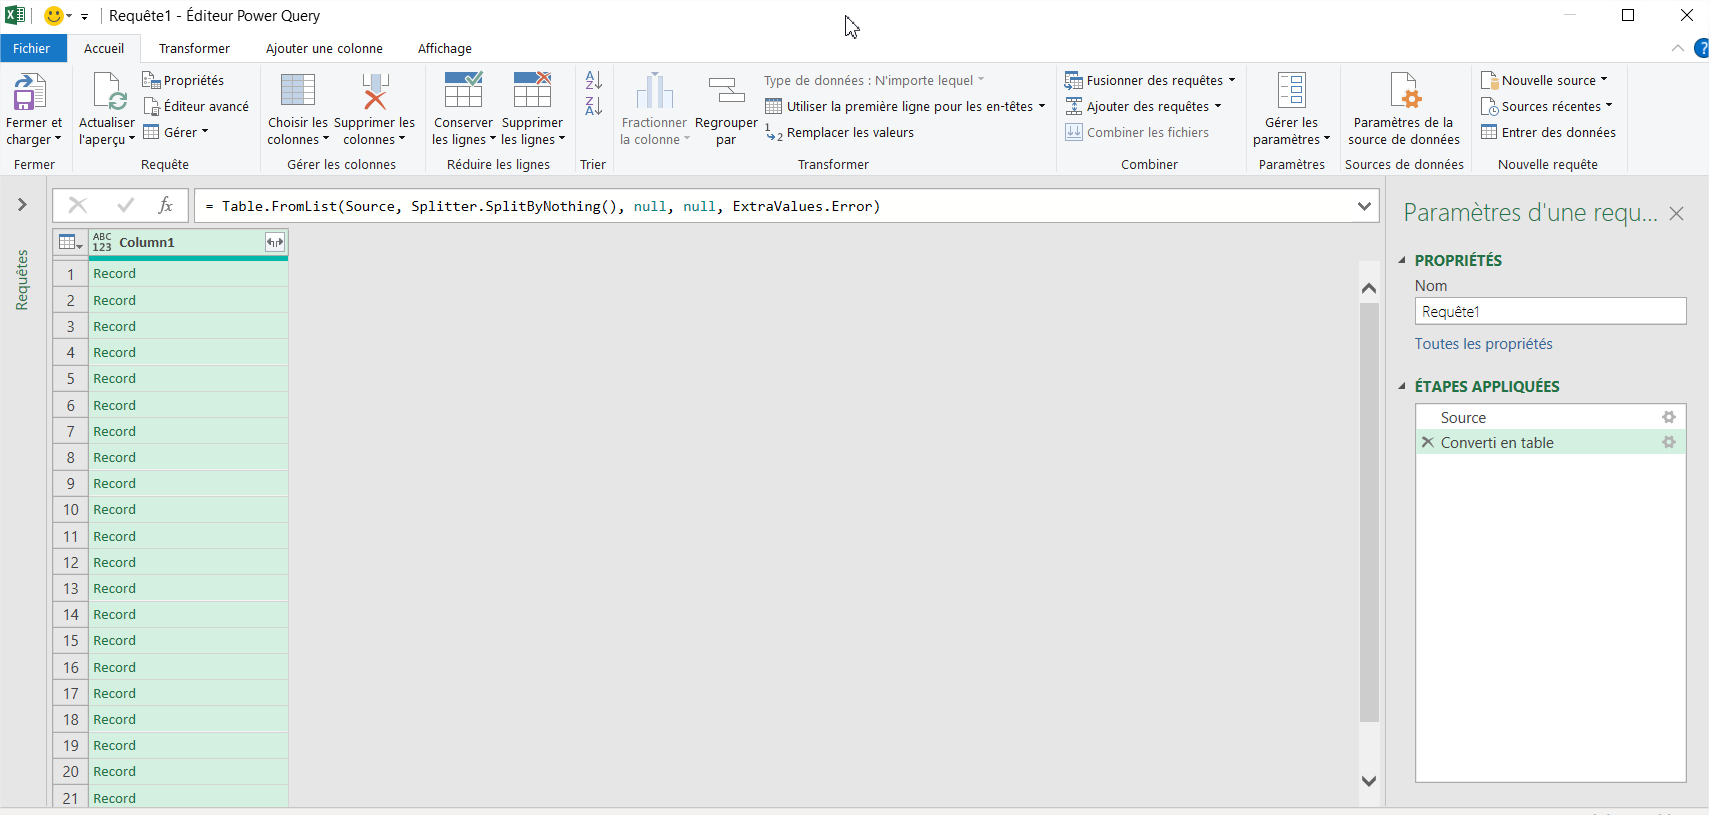 Requête1 - Éditeur Power Query
Fichier Accueil Transformer Ajouter une colonne Affichage
Fermer et charger
Fermer
Actualiser l'aperçu
Propriétés
Éditeur avancé
Gérer
Requête
Choisir les colonnes
Supprimer les colonnes
Gérer les colonnes
Conserver les lignes
Supprimer les lignes
Réduire les lignes
A Z
Z A
Trier
Fractionner la colonne
Regrouper par
Type de données : N'importe lequel
Utiliser la première ligne pour les en-têtes
1 2 Remplacer les valeurs
Transformer
Fusionner des requêtes
Ajouter des requêtes
Combiner les fichiers
Combiner
Gérer les paramètres
Paramètres
Paramètres de la source de données
Sources de données
Nouvelle source
Sources récentes
Entrer des données
Nouvelle requête
Requêtes
fx = Table.FromList(Source, Splitter.SplitByNothing(), null, null, ExtraValues.Error)
ABC 123 Column1
1 Record
2 Record
3 Record
4 Record
5 Record
6 Record
7 Record
8 Record
9 Record
10 Record
11 Record
12 Record
13 Record
14 Record
15 Record
16 Record
17 Record
18 Record
19 Record
20 Record
21 Record
Paramètres d'une requ...
PROPRIÉTÉS
Nom
Requête1
Toutes les propriétés
ÉTAPES APPLIQUÉES
Source
Converti en table